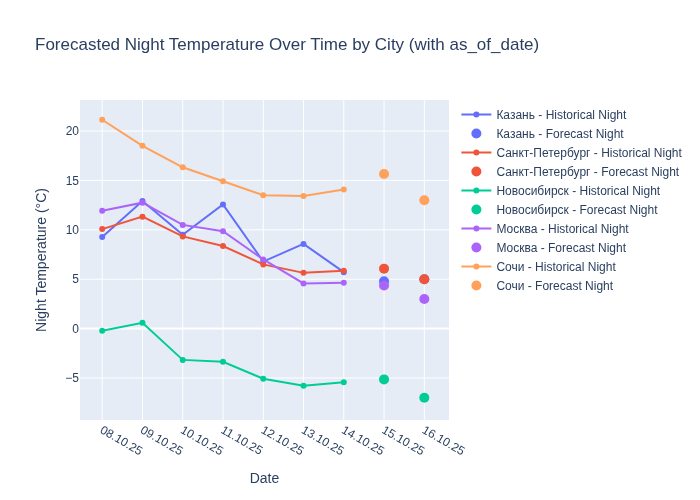 Forecasted Night Temperature Over Time by City (with as_of_date)
Казань - Historical Night
Казань - Forecast Night
Санкт-Петербург - Historical Night
Санкт-Петербург - Forecast Night
Новосибирск - Historical Night
Новосибирск - Forecast Night
Москва - Historical Night
Москва - Forecast Night
Сочи - Historical Night
Сочи - Forecast Night
Night Temperature (°C)
20
15
10
5
0
−5
08.10.25
09.10.25
10.10.25
11.10.25
12.10.25
13.10.25
14.10.25
15.10.25
16.10.25
Date